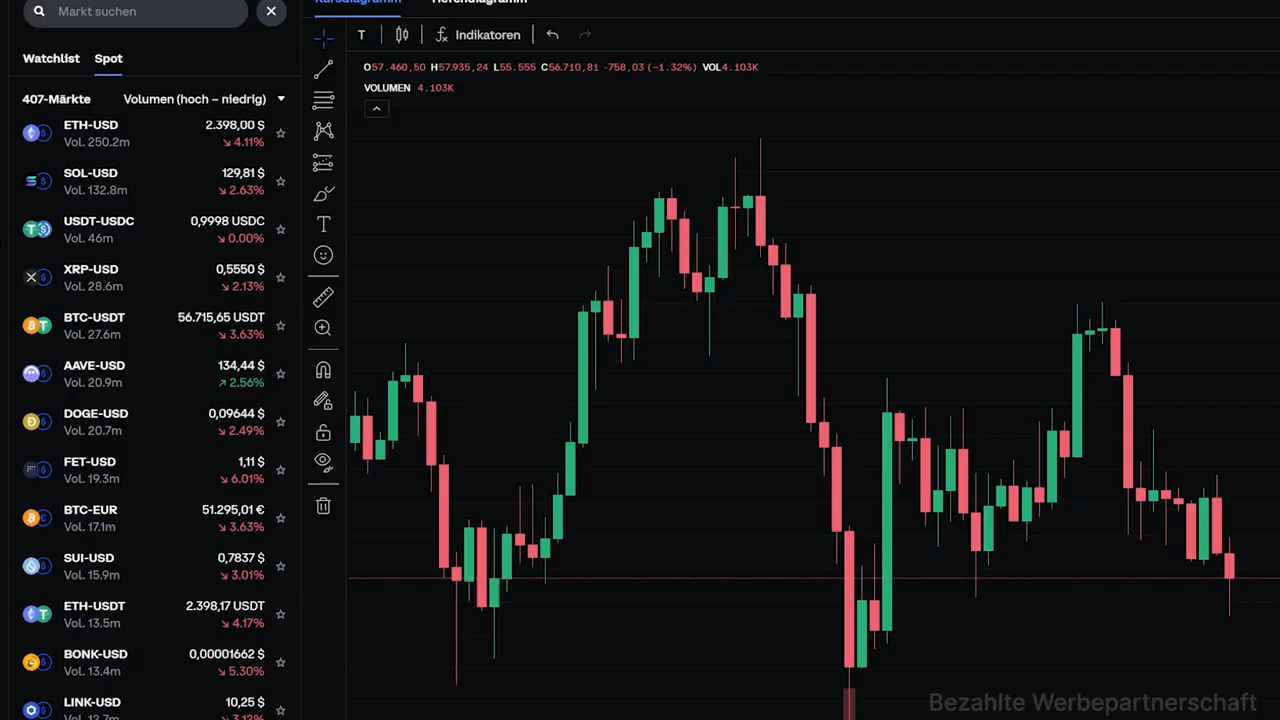 Markt suchen
Watchlist Spot
407-Märkte Volumen (hoch – niedrig)
ETH-USD 2.398,00 $
Vol. 250.2m ↘ 4.11%
SOL-USD 129,81 $
Vol. 132.8m ↘ 2.63%
USDT-USDC 0,9998 USDC
Vol. 46m ↘ 0.00%
XRP-USD 0,5550 $
Vol. 28.6m ↘ 2.13%
BTC-USDT 56.715,65 USDT
Vol. 27.6m ↘ 3.63%
AAVE-USD 134,44 $
Vol. 20.9m ↗ 2.56%
DOGE-USD 0,09644 $
Vol. 20.7m ↘ 2.49%
FET-USD 1,11 $
Vol. 19.3m ↘ 6.01%
BTC-EUR 51.295,01 €
Vol. 17.1m ↘ 3.63%
SUI-USD 0,7837 $
Vol. 15.9m ↘ 3.01%
ETH-USDT 2.398,17 USDT
Vol. 13.5m ↘ 4.17%
BONK-USD 0,00001662 $
Vol. 13.4m ↘ 5.30%
LINK-USD 10,25 $
Vol. 12.7m ↘ 3.12%
Kursdiagramm Tiefendiagramm
T Indikatoren
O57.460,50 H57.935,24 L55.555 C56.710,81 -758,03 (−1.32%) VOL4.103K
VOLUMEN 4.103K
Bezahlte Werbepartnerschaft